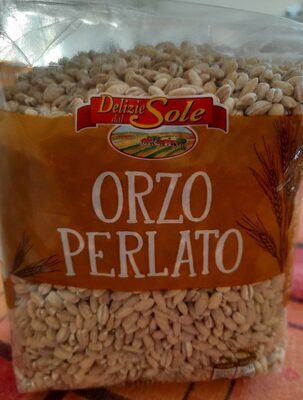 Delizie
dal Sole
ORZO
PERLATO